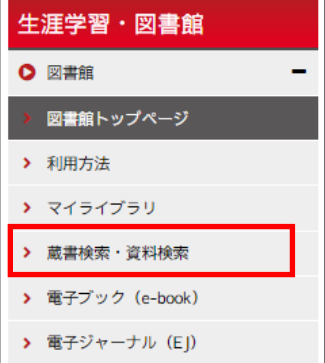 生涯学習・図書館
図書館
図書館トップページ
利用方法
マイライブラリ
蔵書検索・資料検索
電子ブック（e-book）
電子ジャーナル（EJ）